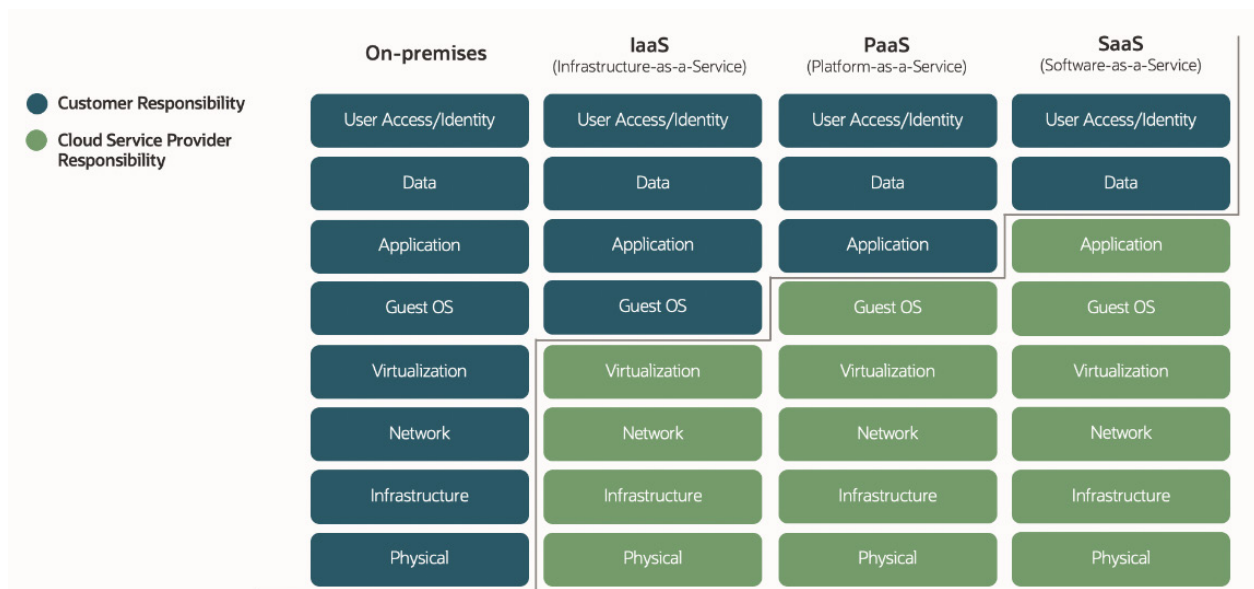 On-premises
IaaS
(Infrastructure-as-a-Service)
PaaS
(Platform-as-a-Service)
SaaS
(Software-as-a-Service)
Customer Responsibility
Cloud Service Provider
Responsibility
User Access/Identity
User Access/Identity
User Access/Identity
User Access/Identity
Data
Data
Data
Data
Application
Application
Application
Application
Guest OS
Guest OS
Guest OS
Guest OS
Virtualization
Virtualization
Virtualization
Virtualization
Network
Network
Network
Network
Infrastructure
Infrastructure
Infrastructure
Infrastructure
Physical
Physical
Physical
Physical